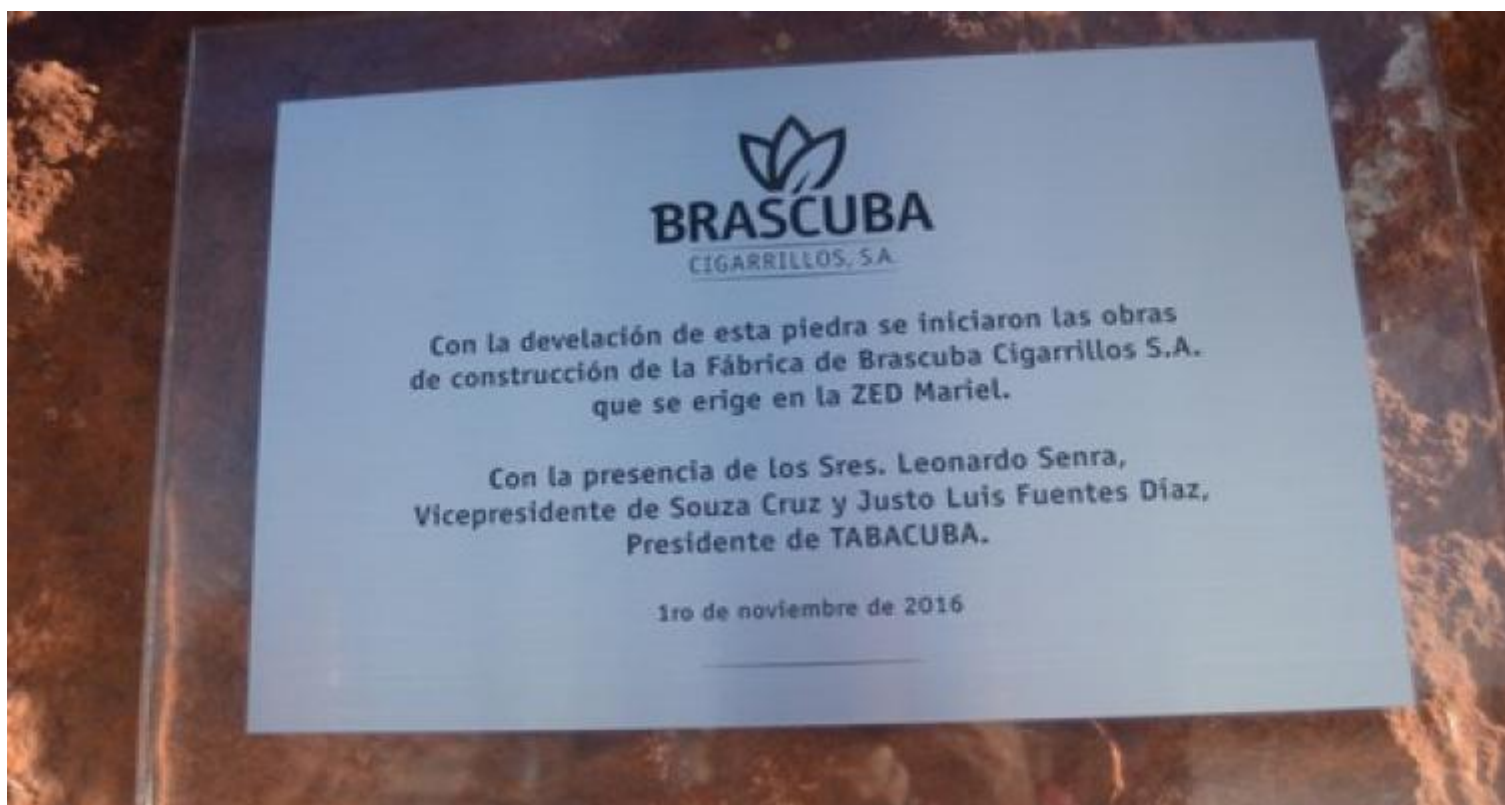 BRASCUBA
CIGARRILLOS, S.A.
Con la develación de esta piedra se iniciaron las obras
de construcción de la Fábrica de Brascuba Cigarrillos S.A.
que se erige en la ZED Mariel.
Con la presencia de los Sres. Leonardo Senra,
Vicepresidente de Souza Cruz y Justo Luis Fuentes Díaz,
Presidente de TABACUBA.
1ro de noviembre de 2016